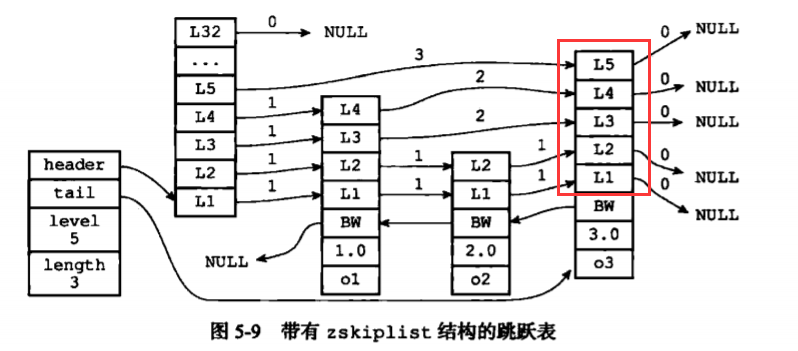 header
tail
level
5
length
3
L32
...
L5
L4
L3
L2
L1
0
NULL
3
1
1
1
1
L4
L3
L2
L1
BW
1.0
o1
NULL
2
2
1
1
L2
L1
BW
2.0
o2
1
1
L5
L4
L3
L2
L1
BW
3.0
o3
0
NULL
0
NULL
0
NULL
0
NULL
0
NULL
图 5-9 带有 zskiplist 结构的跳跃表